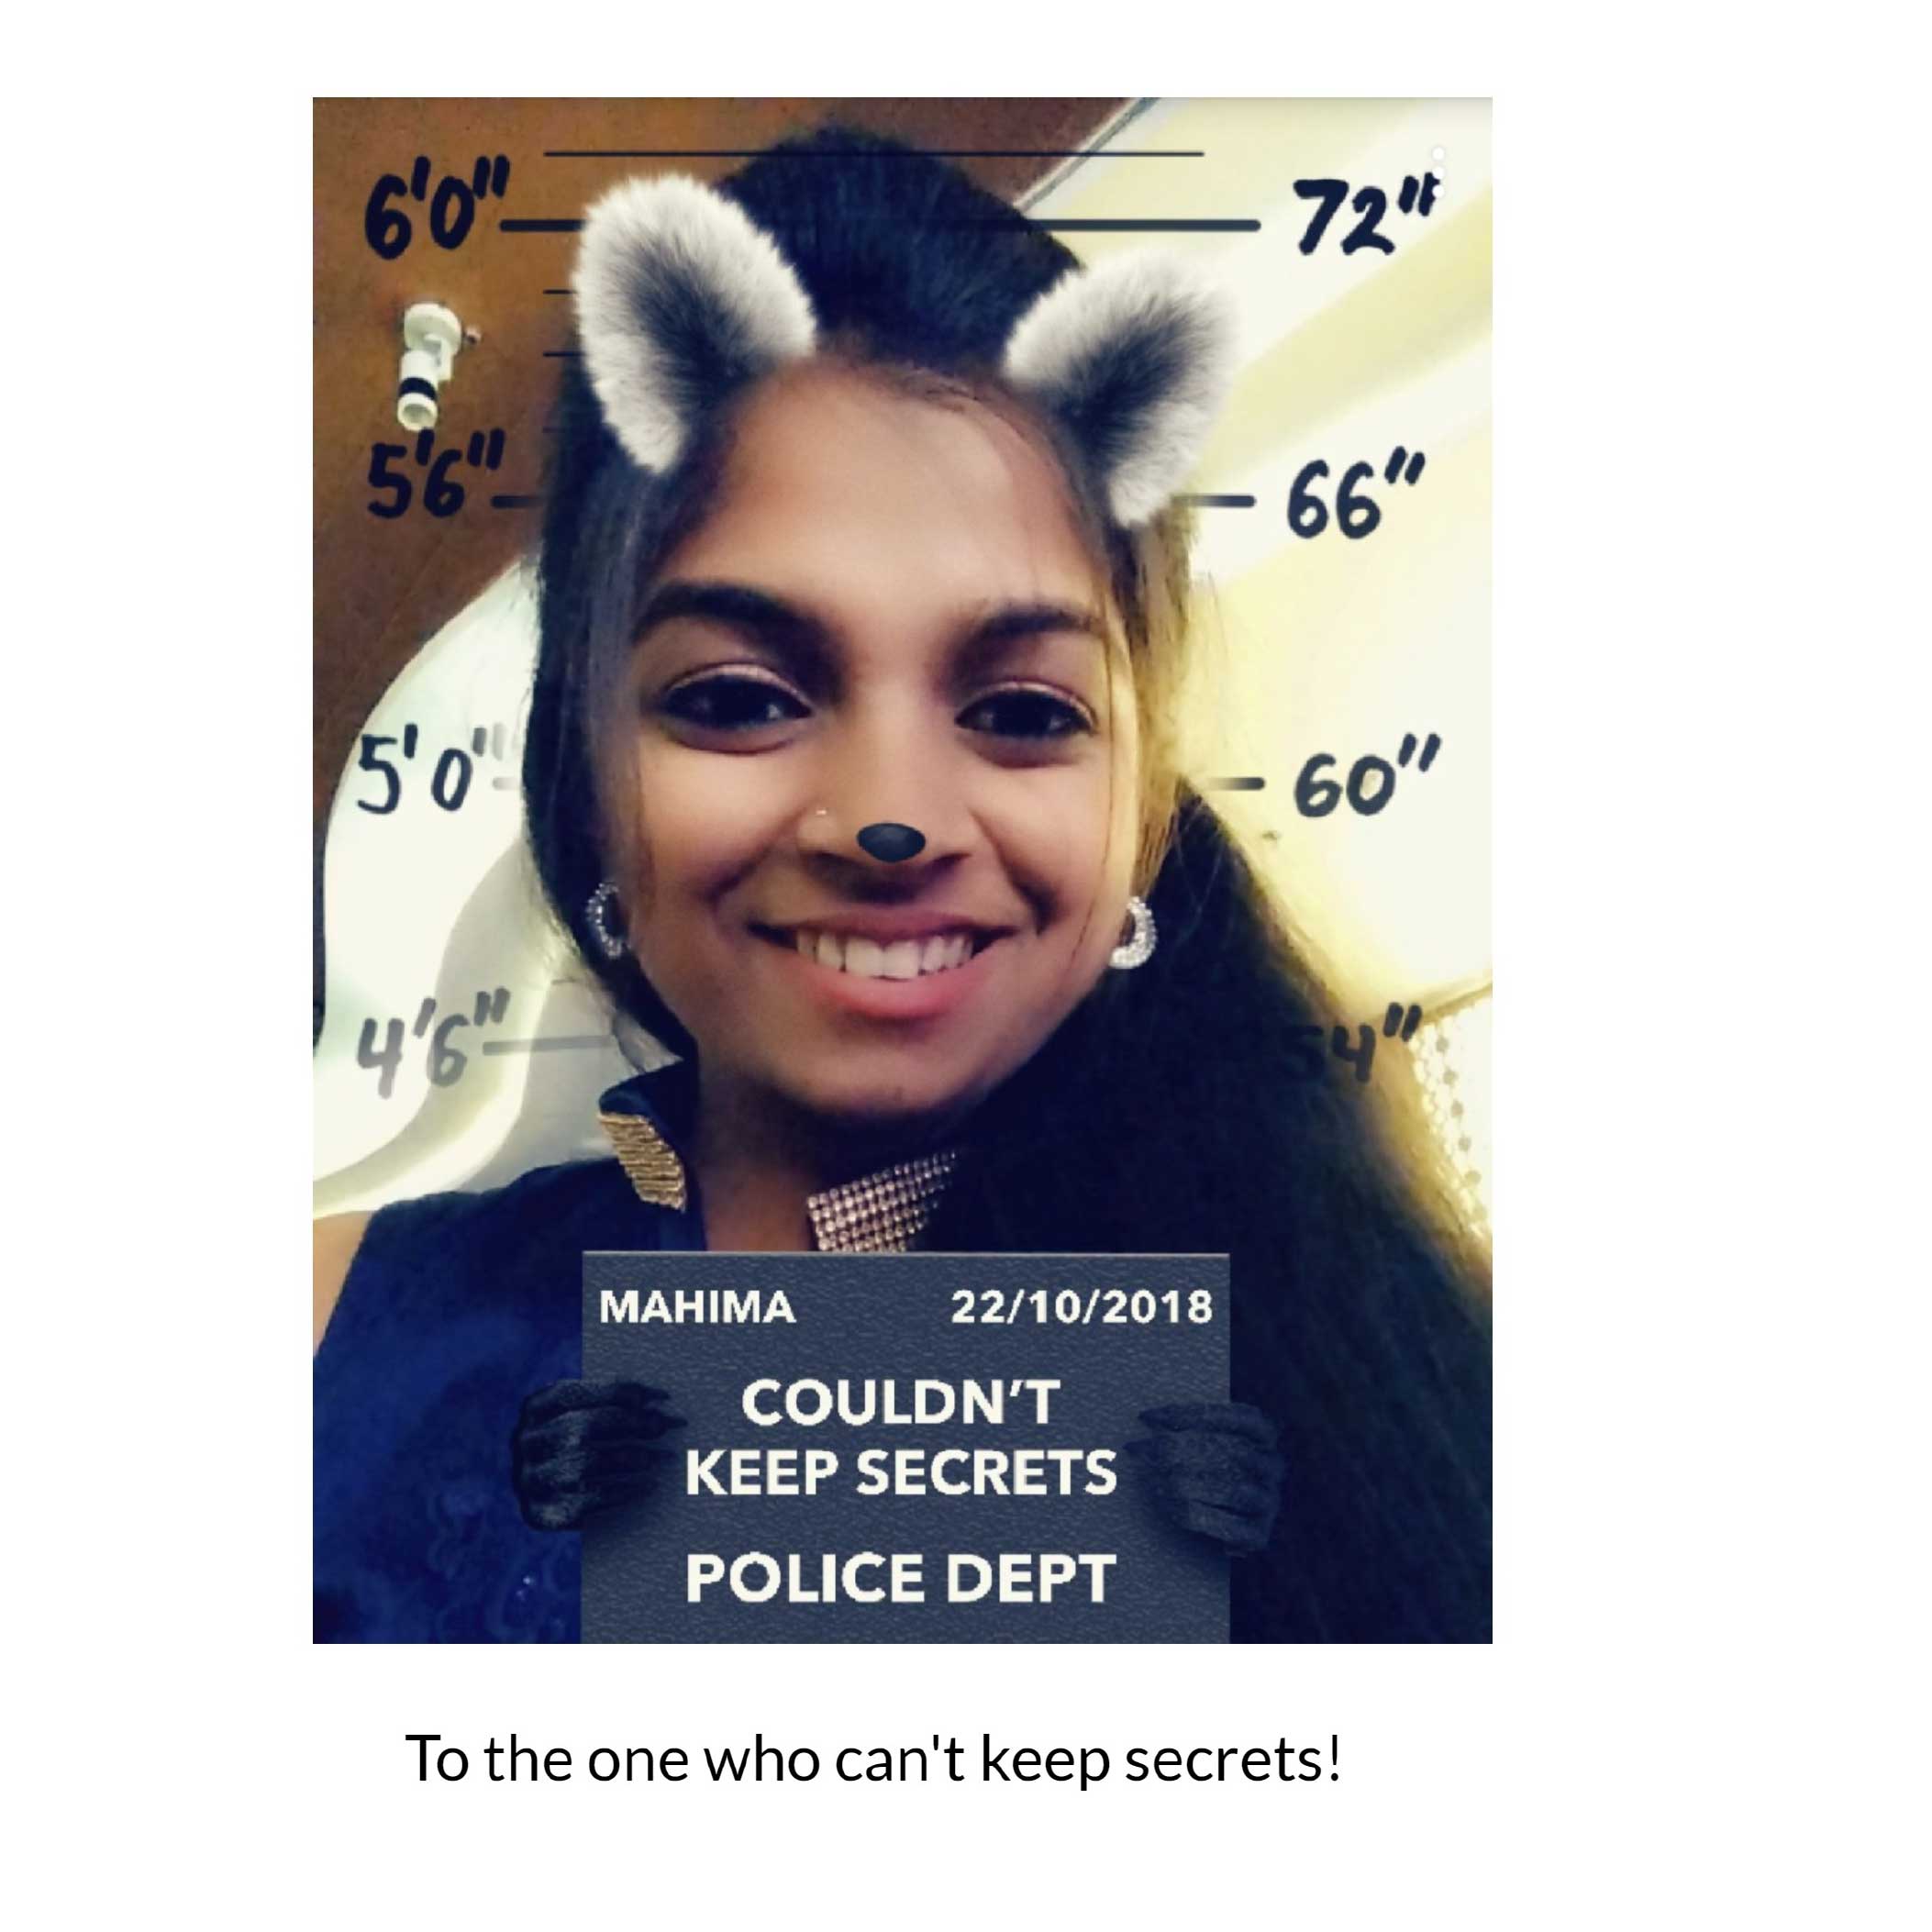 6'0" 72"
5'6" 66"
5'0" 60"
4'6" 54"
MAHIMA 22/10/2018
COULDN'T
KEEP SECRETS
POLICE DEPT
To the one who can't keep secrets!